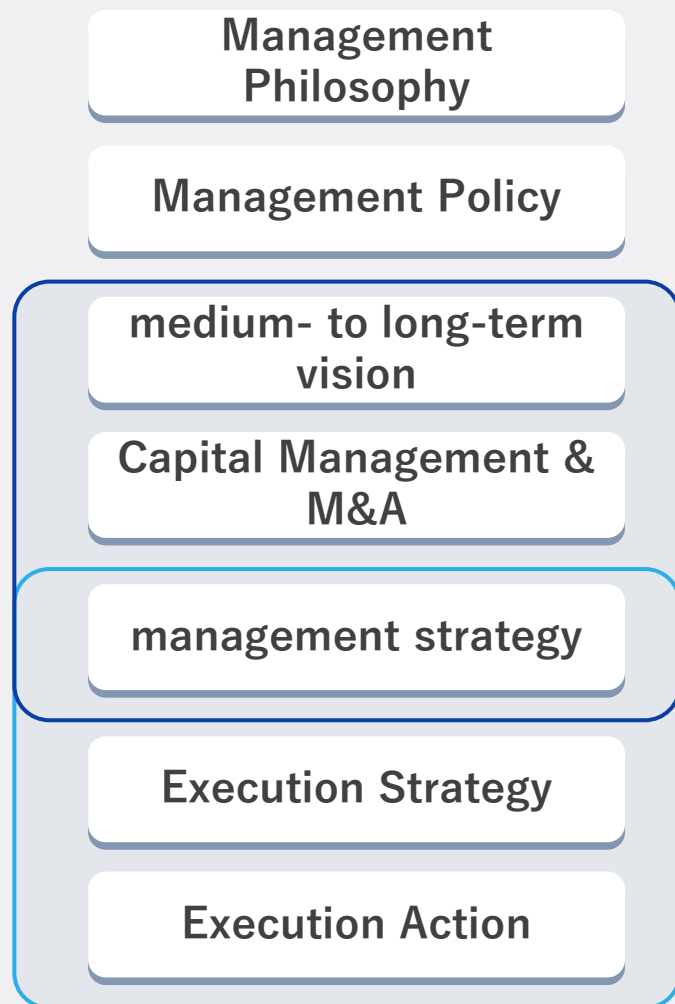 Management
Philosophy
Management Policy
medium- to long-term
vision
Capital Management &
M&A
management strategy
Execution Strategy
Execution Action